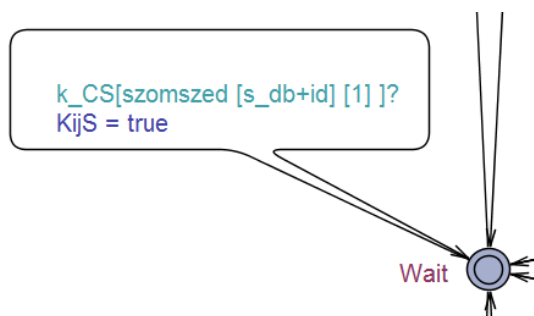 k_CS[szomszed [s_db+id] [1] ]?
KijS = true
Wait